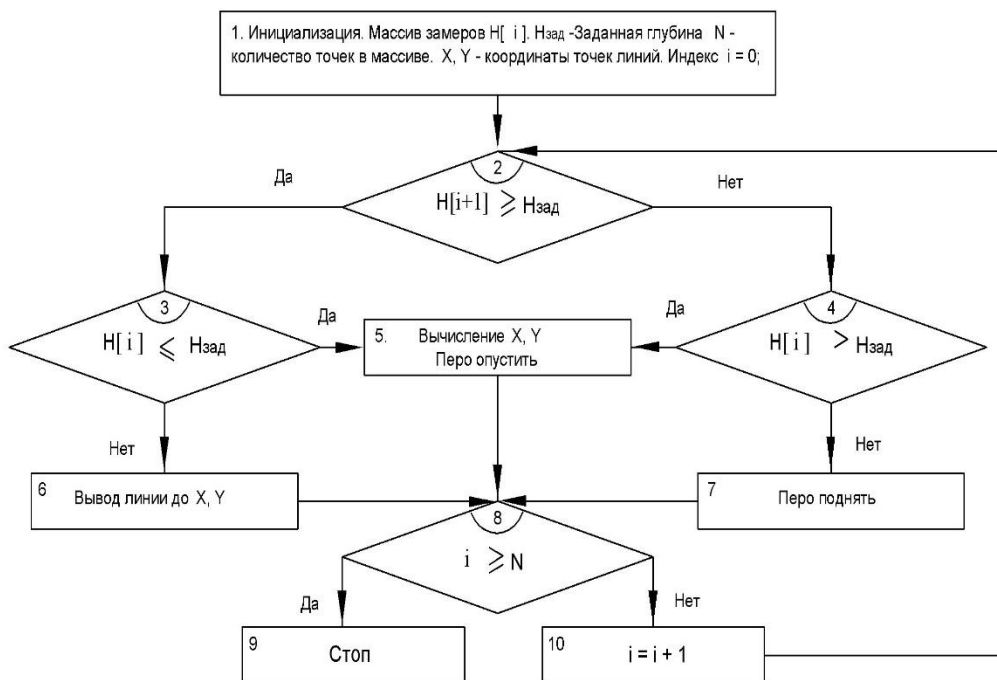 1. Инициализация. Массив замеров H[ i ]. Hзад -Заданная глубина N -
количество точек в массиве. X, Y - координаты точек линий. Индекс i = 0;
2
Да
Нет
H[i+1] ⩾ Hзад
3
4
Да
Да
H[ i ] ⩽ Hзад
5. Вычисление X, Y
Перо опустить
H[ i ] > Hзад
Нет
Нет
6 Вывод линии до X, Y
7 Перо поднять
8
i ⩾ N
Да
Нет
9 Стоп
10 i = i + 1